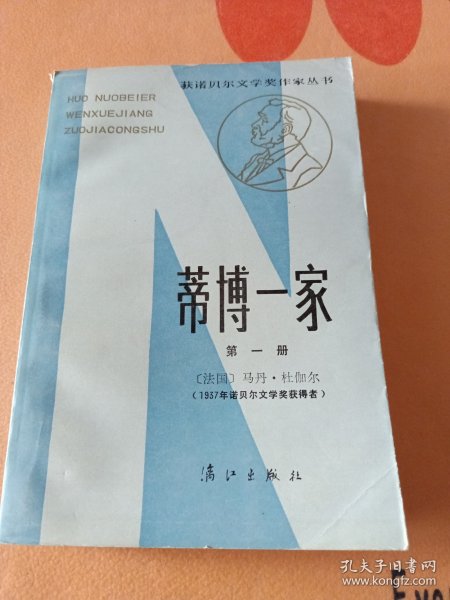 获诺贝尔文学奖作家丛书
HUO NUOBEIER
WENXUEJIANG
ZUOJIACONGSHU
蒂博一家
第一册
〔法国〕马丹·杜伽尔
（1937年诺贝尔文学奖获得者）
漓江出版社
孔夫子旧书网
www.kongfz.com